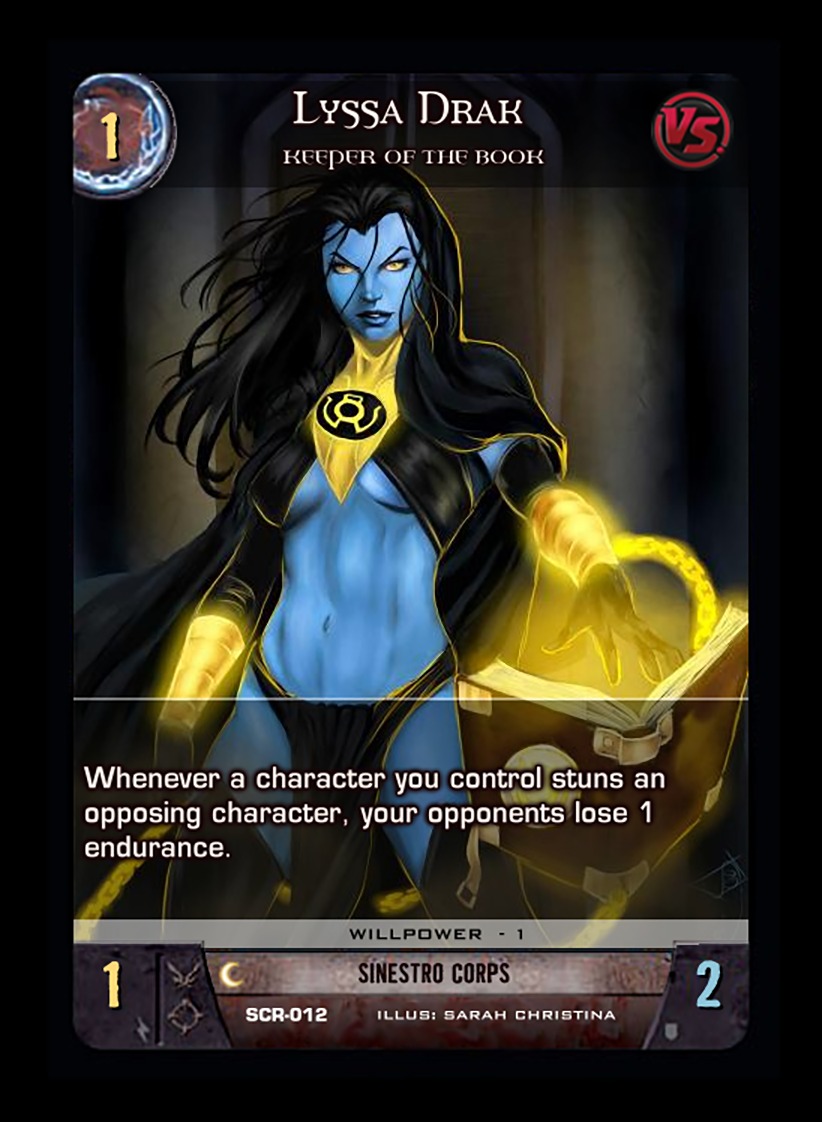 1
Lyssa Drak
VS.
Keeper of the Book
Whenever a character you control stuns an
opposing character, your opponents lose 1
endurance.
WILLPOWER - 1
1
SINESTRO CORPS
2
SCR-012
ILLUS: SARAH CHRISTINA